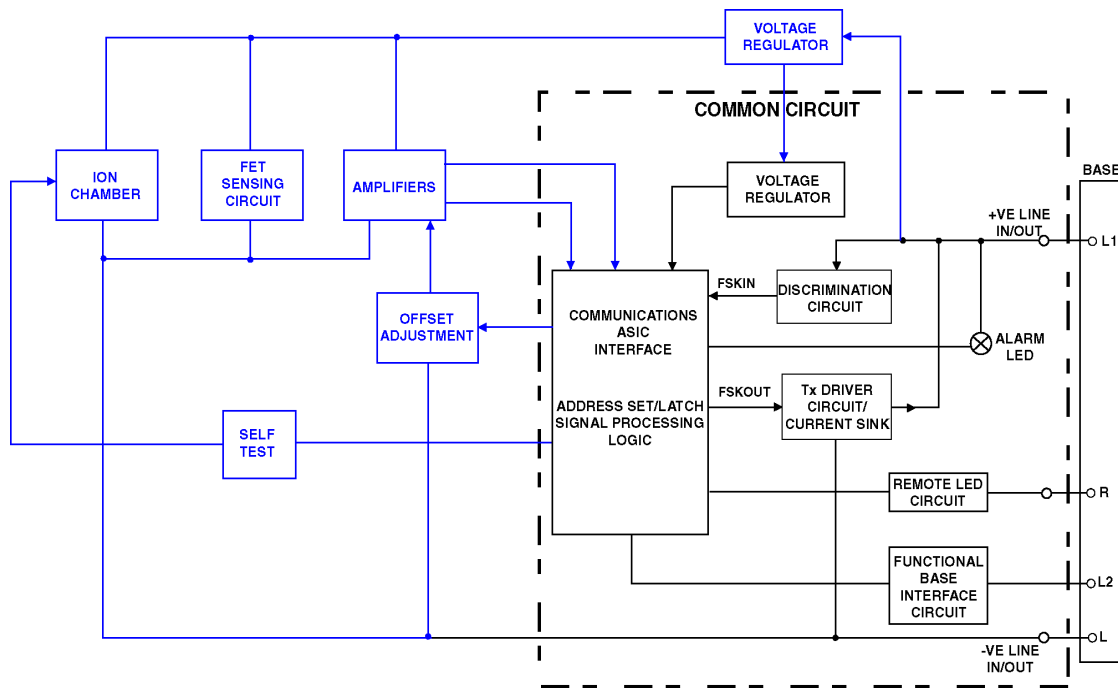 VOLTAGE
REGULATOR
COMMON CIRCUIT
ION
CHAMBER
FET
SENSING
CIRCUIT
AMPLIFIERS
VOLTAGE
REGULATOR
BASE
+VE LINE
IN/OUT
L1
FSKIN
DISCRIMINATION
CIRCUIT
OFFSET
ADJUSTMENT
COMMUNICATIONS
ASIC
INTERFACE
ALARM
LED
ADDRESS SET/LATCH
SIGNAL PROCESSING
LOGIC
FSKOUT
Tx DRIVER
CIRCUIT/
CURRENT SINK
SELF
TEST
REMOTE LED
CIRCUIT
R
FUNCTIONAL
BASE
INTERFACE
CIRCUIT
L2
L
-VE LINE
IN/OUT